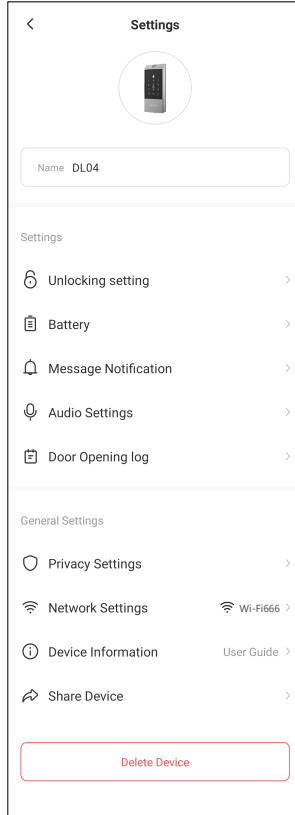 Settings
Name DL04
Settings
Unlocking setting
Battery
Message Notification
Audio Settings
Door Opening log
General Settings
Privacy Settings
Network Settings Wi-Fi666
Device Information User Guide
Share Device
Delete Device